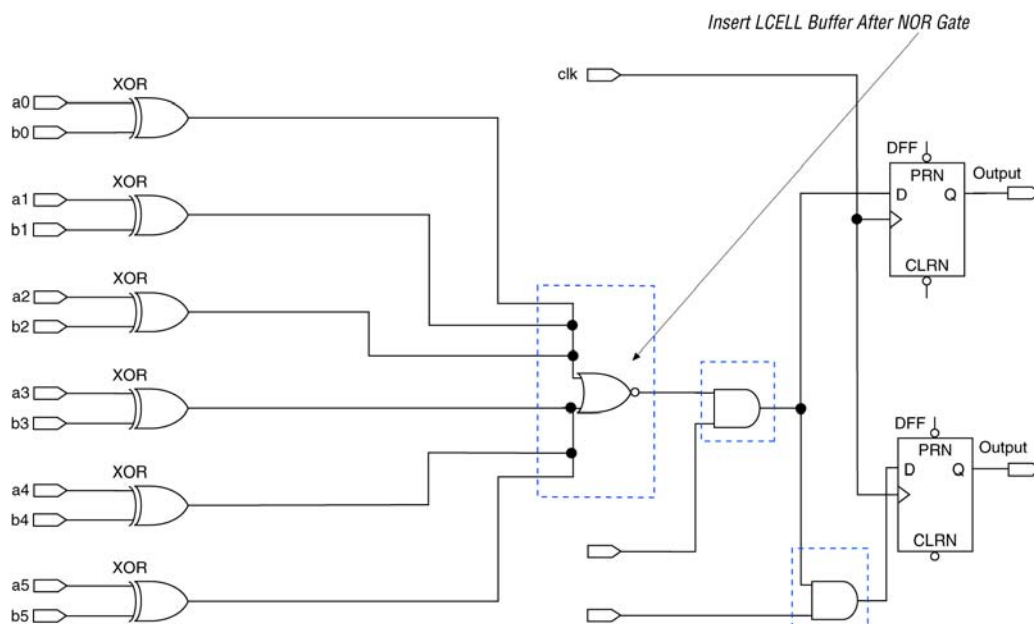 Insert LCELL Buffer After NOR Gate
clk
XOR
a0
b0
DFF
PRN
Output
D
Q
CLRN
XOR
a1
b1
XOR
a2
b2
XOR
a3
b3
DFF
PRN
Output
D
Q
CLRN
XOR
a4
b4
XOR
a5
b5